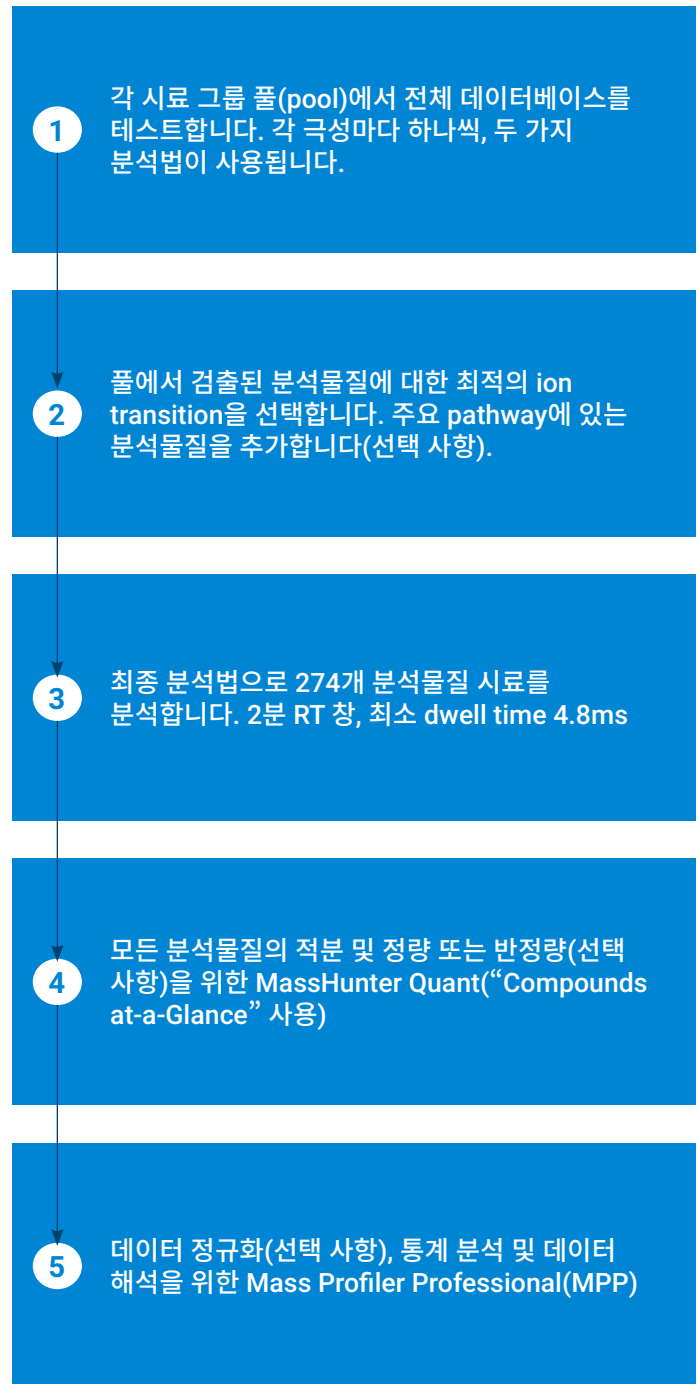 1
각 시료 그룹 풀(pool)에서 전체 데이터베이스를
테스트합니다. 각 극성마다 하나씩, 두 가지
분석법이 사용됩니다.
2
풀에서 검출된 분석물질에 대한 최적의 ion
transition을 선택합니다. 주요 pathway에 있는
분석물질을 추가합니다(선택 사항).
3
최종 분석법으로 274개 분석물질 시료를
분석합니다. 2분 RT 창, 최소 dwell time 4.8ms
4
모든 분석물질의 적분 및 정량 또는 반정량(선택
사항)을 위한 MassHunter Quant(“Compounds
at-a-Glance” 사용)
5
데이터 정규화(선택 사항), 통계 분석 및 데이터
해석을 위한 Mass Profiler Professional(MPP)